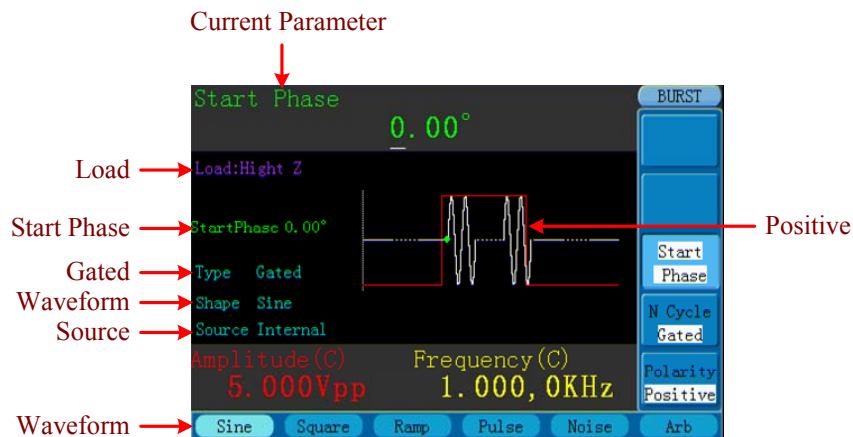 Current Parameter
Start Phase
BURST
0.00°
Load
Load:Hight Z
Start Phase
StartPhase 0.00°
Positive
Gated
Type Gated
Waveform
Shape Sine
Source
Source Internal
Start
Phase
N Cycle
Gated
Polarity
Positive
Amplitude(C)
5.000Vpp
Frequency(C)
1.000,0KHz
Waveform
Sine
Square
Ramp
Pulse
Noise
Arb